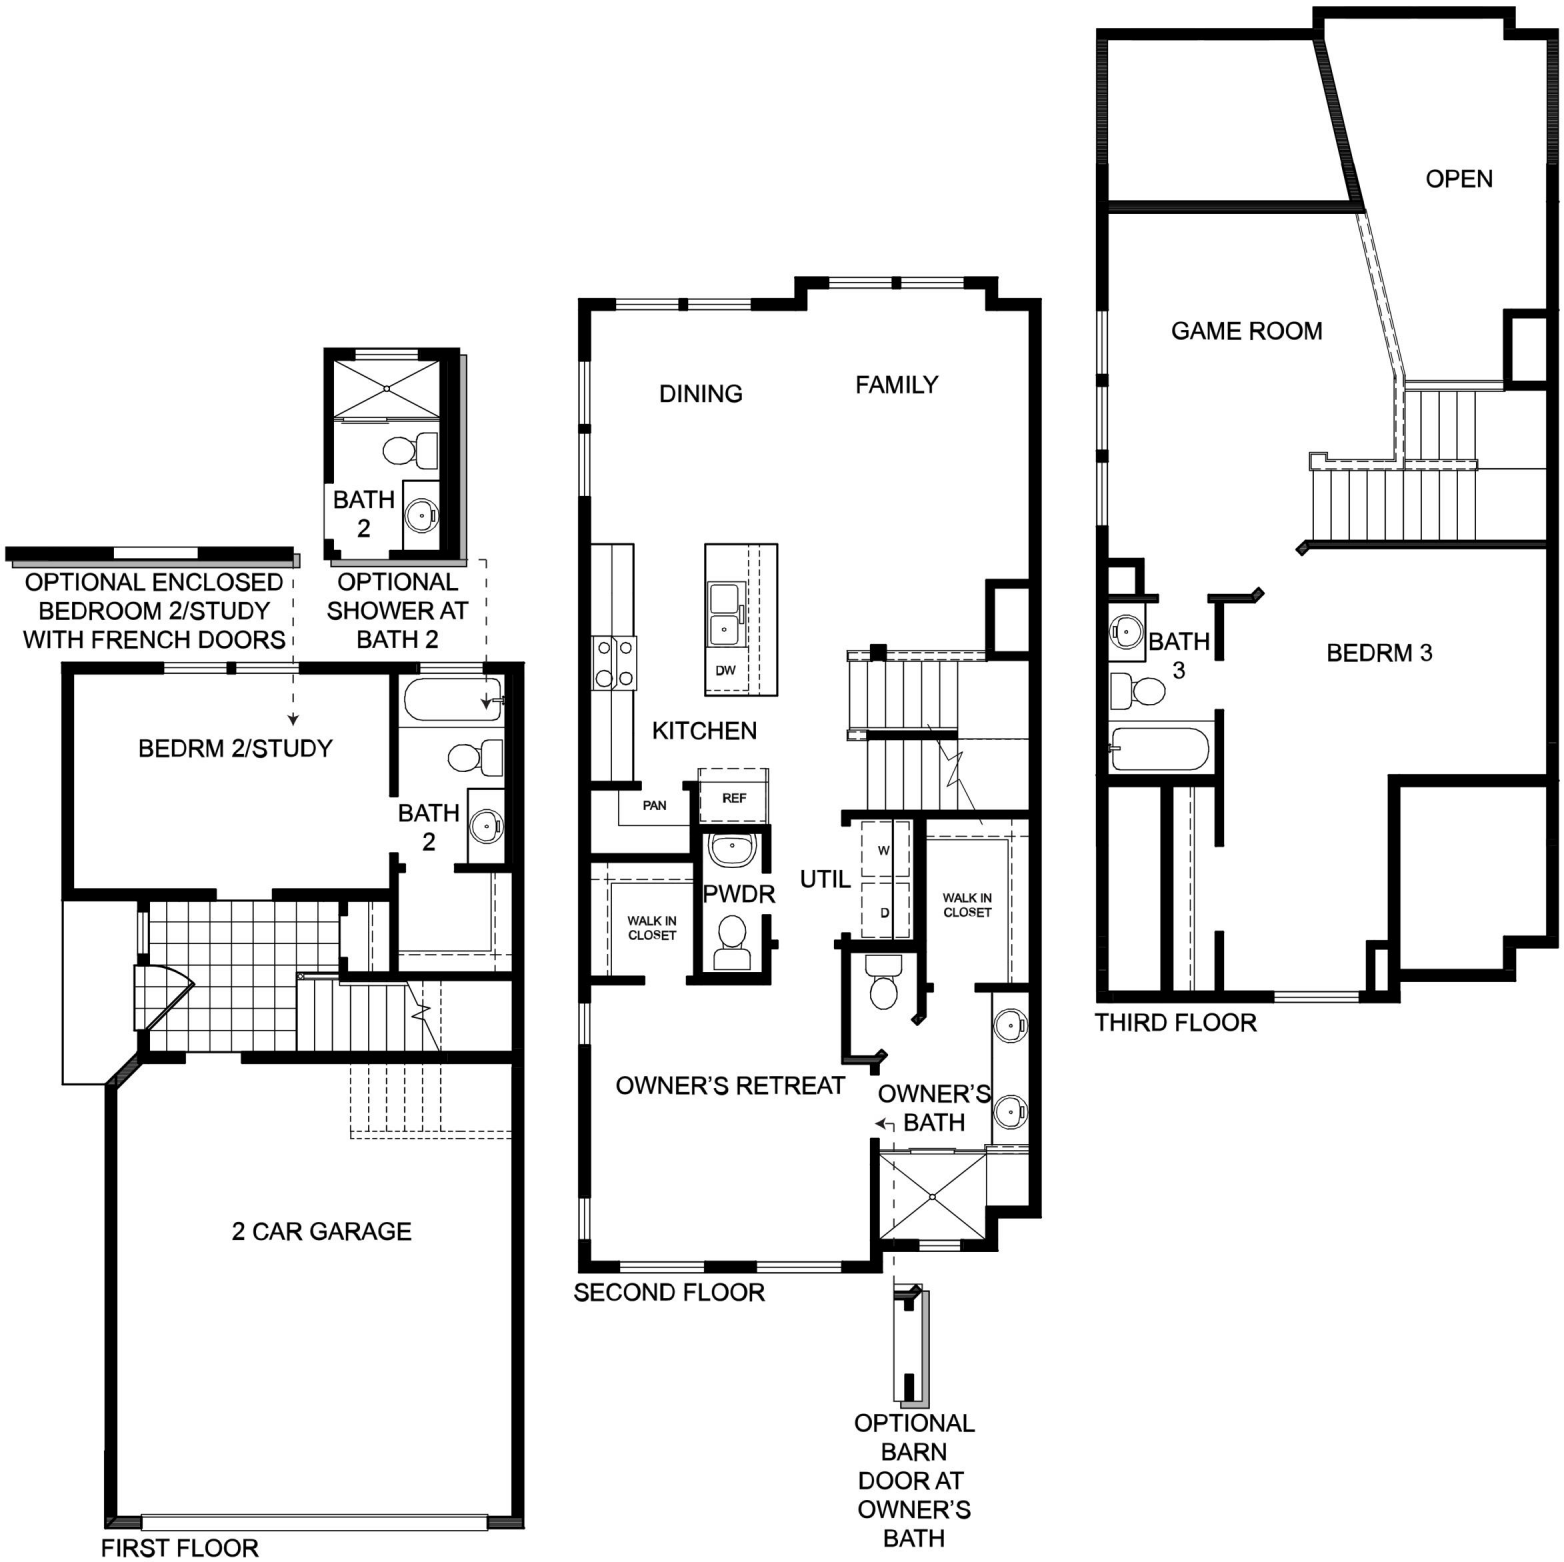 BATH
2
OPTIONAL
SHOWER AT
BATH 2
OPTIONAL ENCLOSED
BEDROOM 2/STUDY
WITH FRENCH DOORS
BEDRM 2/STUDY
BATH
2
2 CAR GARAGE
FIRST FLOOR
DINING
FAMILY
DW
KITCHEN
PAN
REF
W
UTIL
PWDR
D
WALK IN
CLOSET
WALK IN
CLOSET
OWNER'S RETREAT
OWNER'S
BATH
SECOND FLOOR
OPTIONAL
BARN
DOOR AT
OWNER'S
BATH
OPEN
GAME ROOM
BATH
3
BEDRM 3
THIRD FLOOR